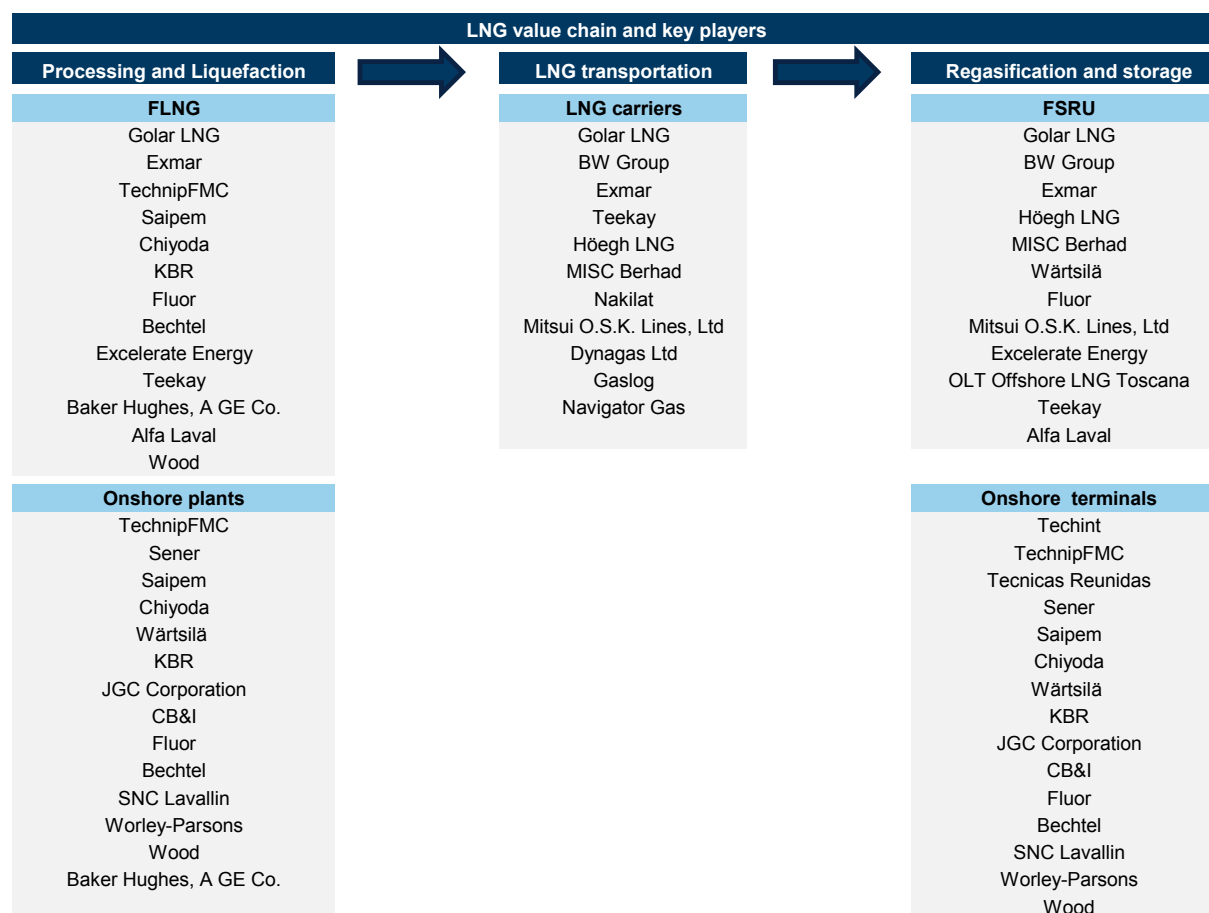 LNG value chain and key players
Processing and Liquefaction
LNG transportation
Regasification and storage
FLNG
Golar LNG
Exmar
TechnipFMC
Saipem
Chiyoda
KBR
Fluor
Bechtel
Excelerate Energy
Teekay
Baker Hughes, A GE Co.
Alfa Laval
Wood
LNG carriers
Golar LNG
BW Group
Exmar
Teekay
Höegh LNG
MISC Berhad
Nakilat
Mitsui O.S.K. Lines, Ltd
Dynagas Ltd
Gaslog
Navigator Gas
FSRU
Golar LNG
BW Group
Exmar
Höegh LNG
MISC Berhad
Wärtsilä
Fluor
Mitsui O.S.K. Lines, Ltd
Excelerate Energy
OLT Offshore LNG Toscana
Teekay
Alfa Laval
Onshore plants
TechnipFMC
Sener
Saipem
Chiyoda
Wärtsilä
KBR
JGC Corporation
CB&I
Fluor
Bechtel
SNC Lavallin
Worley-Parsons
Wood
Baker Hughes, A GE Co.
Onshore terminals
Techint
TechnipFMC
Tecnicas Reunidas
Sener
Saipem
Chiyoda
Wärtsilä
KBR
JGC Corporation
CB&I
Fluor
Bechtel
SNC Lavallin
Worley-Parsons
Wood